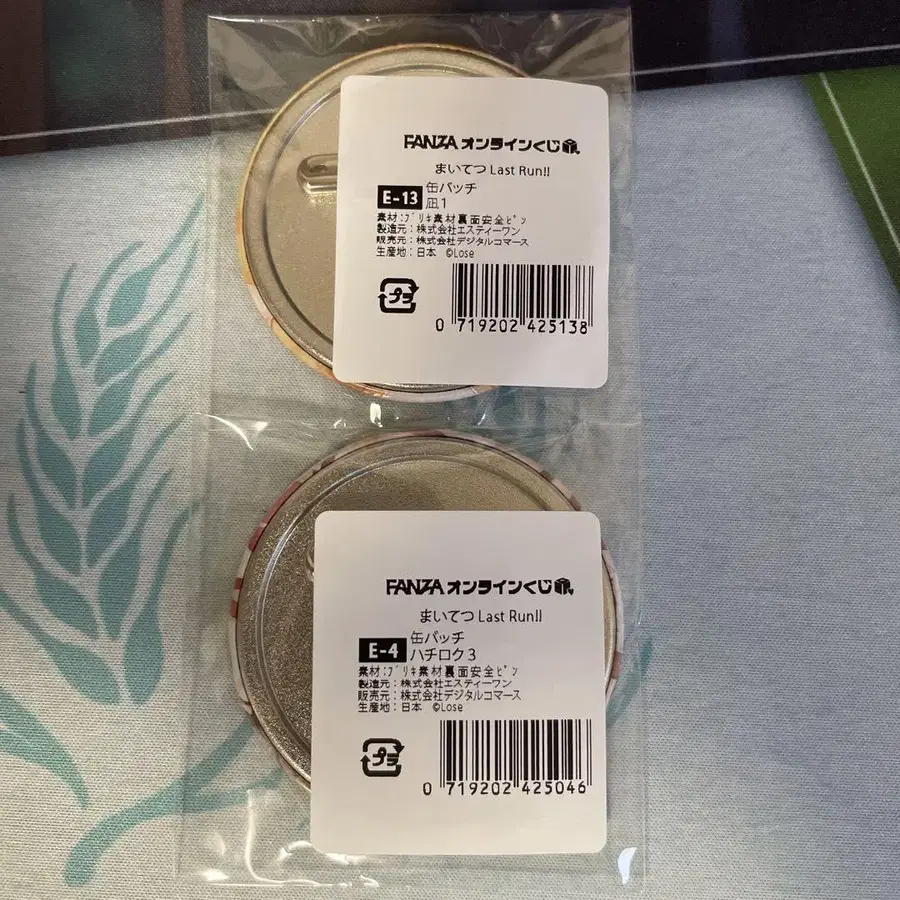 FANZA オンラインくじ
まいてつ Last Run!!
E-13 缶バッチ
凪1
素材:ブリキ素材裏面安全ピン
製造元:株式会社エスティーワン
販売元:株式会社デジタルコマース
生産地:日本 ©Lose
プラ
0 719202 425138
FANZA オンラインくじ
まいてつ Last Run!!
E-4 缶バッチ
ハチロク3
素材:ブリキ素材裏面安全ピン
製造元:株式会社エスティーワン
販売元:株式会社デジタルコマース
生産地:日本 ©Lose
プラ
0 719202 425046